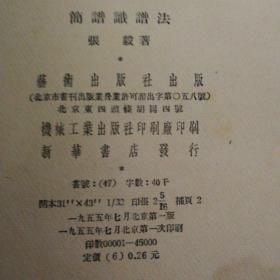 簡譜識譜法
張毅著
藝術出版社出版
(北京市書刊出版業營業許可證出字第〇五八號)
北京東四頭條胡同四號
機械工業出版社印刷廠印刷
新華書店發行
書號:(47) 字數:40千
開本31"×43" 1/32 印張 2 5/16 插頁 2
一九五五年七月北京第一版
一九五五年七月北京第一次印刷
印數00001-45000
定價(6)0.26元